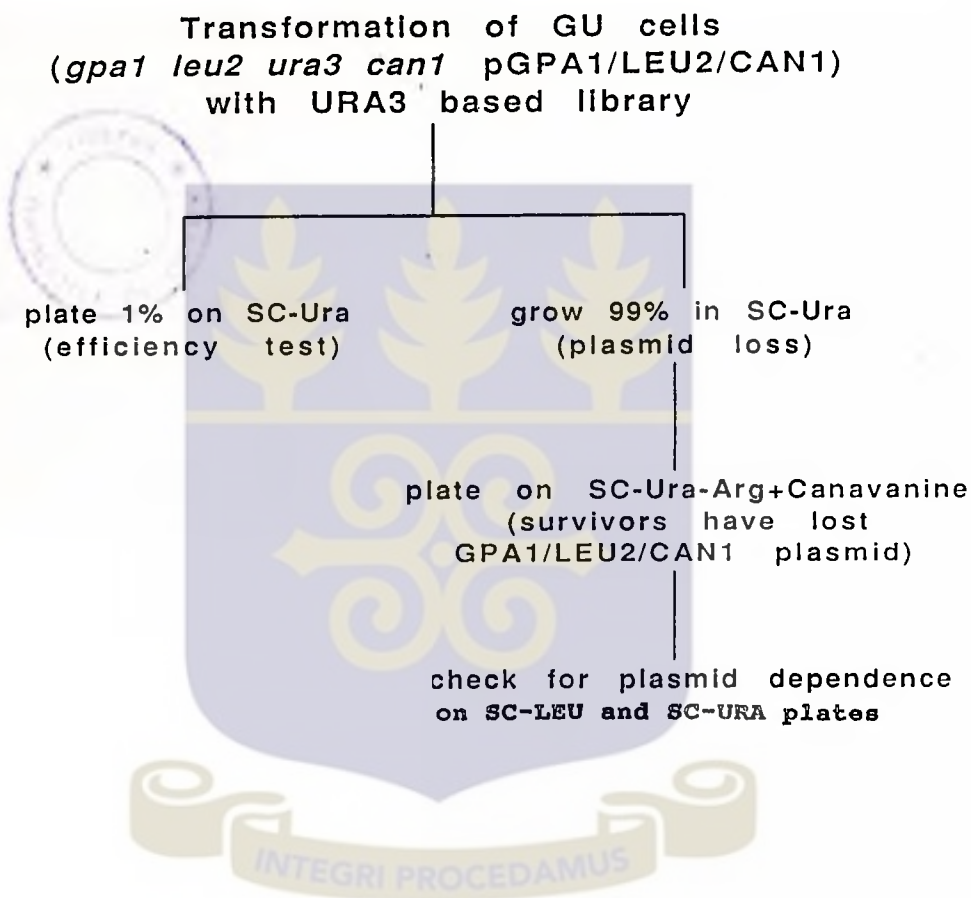 Transformation of GU cells
(gpa1 leu2 ura3 can1 pGPA1/LEU2/CAN1)
with URA3 based library
plate 1% on SC-Ura
(efficiency test)
grow 99% in SC-Ura
(plasmid loss)
plate on SC-Ura-Arg+Canavanine
(survivors have lost
GPA1/LEU2/CAN1 plasmid)
check for plasmid dependence
on SC-LEU and SC-URA plates
INTEGRI PROCEDAMUS